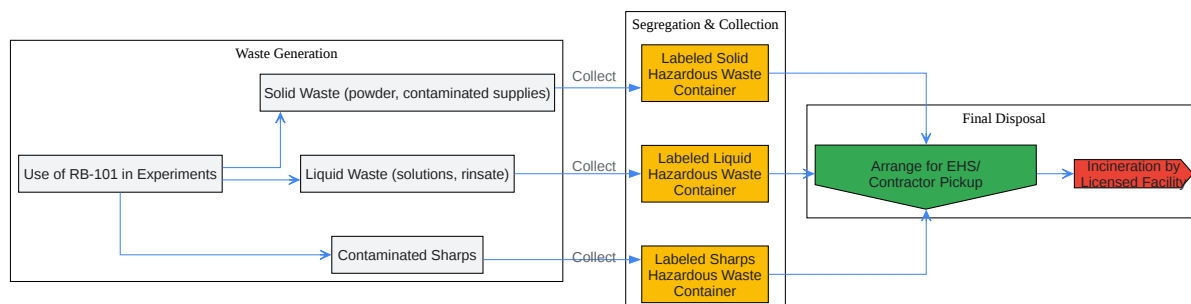 Waste Generation
Use of RB-101 in Experiments
Solid Waste (powder, contaminated supplies)
Liquid Waste (solutions, rinsate)
Contaminated Sharps
Collect
Collect
Collect
Segregation & Collection
Labeled Solid
Hazardous Waste
Container
Labeled Liquid
Hazardous Waste
Container
Labeled Sharps
Hazardous Waste
Container
Final Disposal
Arrange for EHS/
Contractor Pickup
Incineration by
Licensed Facility